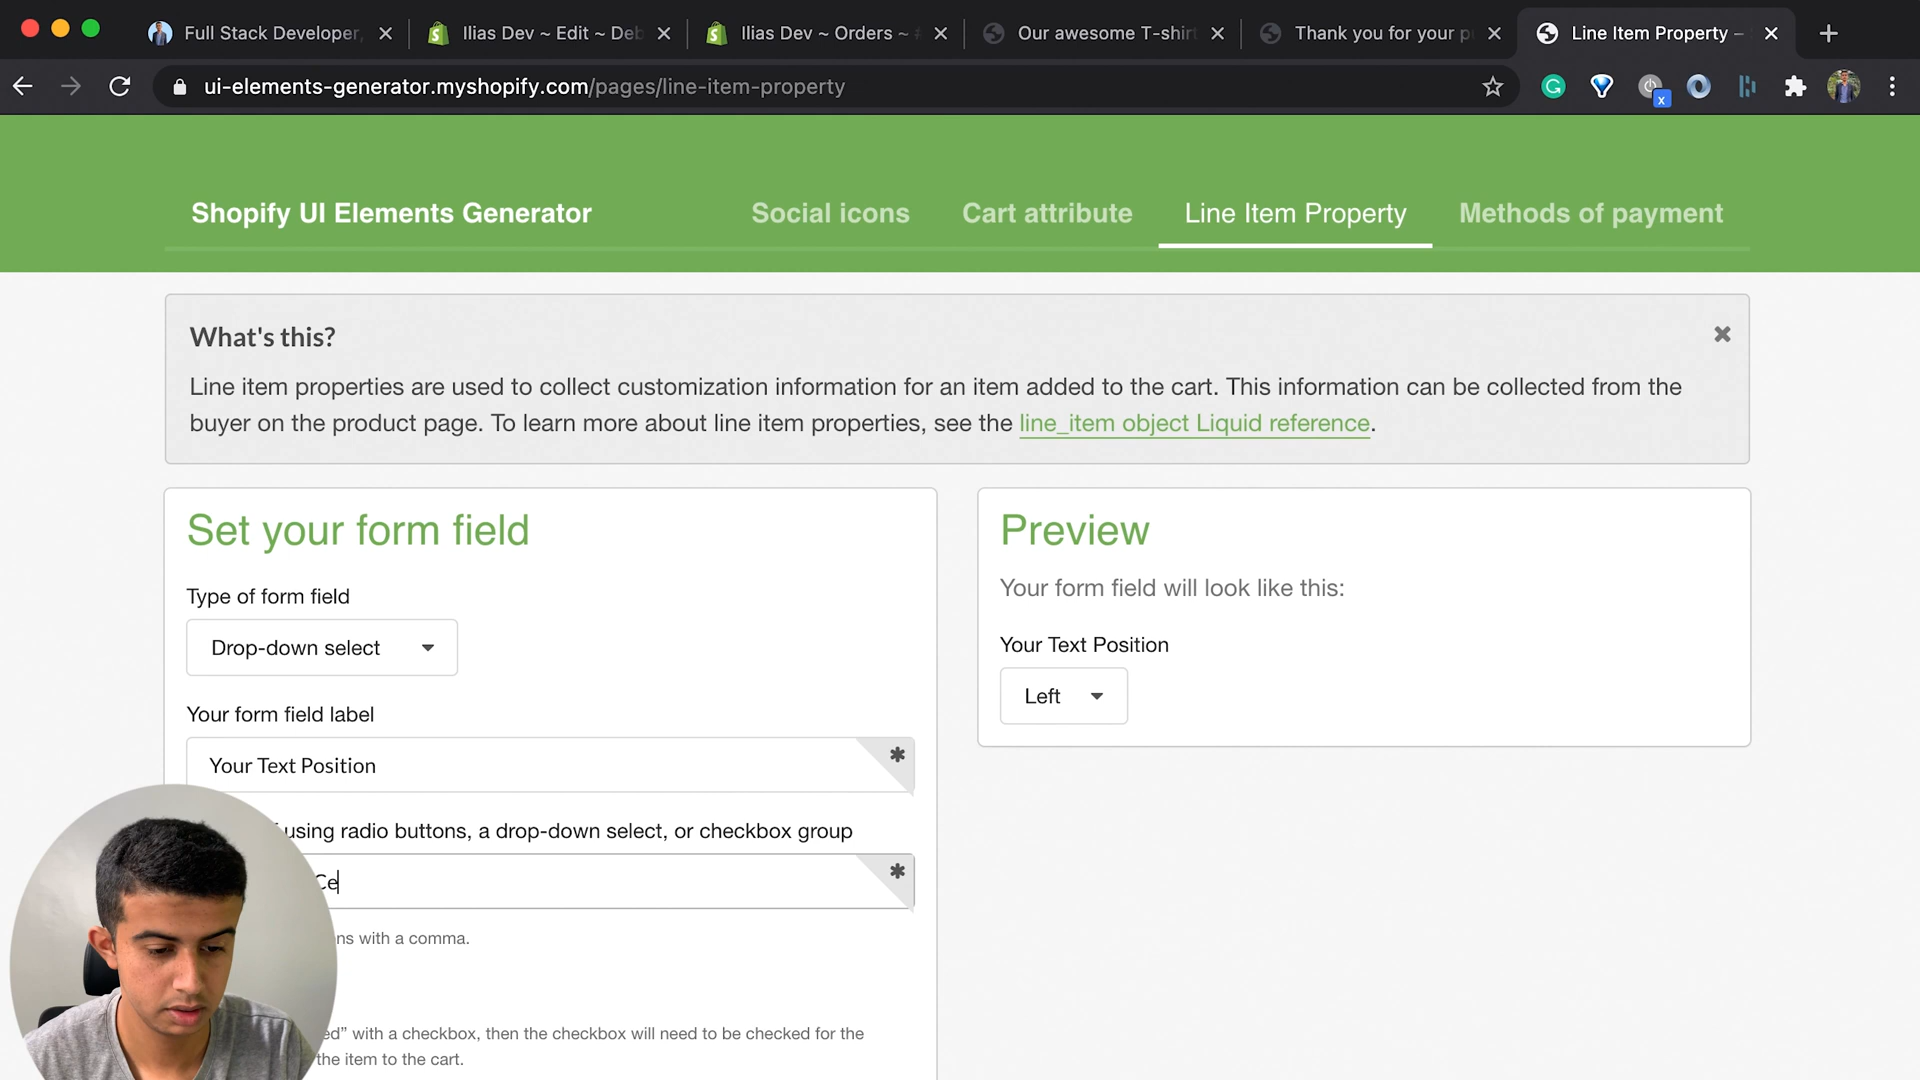 Full Stack Developer,
Ilias Dev ~ Edit ~ Deb
Ilias Dev ~ Orders ~
Our awesome T-shirt
Thank you for your p
Line Item Property –
ui-elements-generator.myshopify.com/pages/line-item-property
Shopify UI Elements Generator
Social icons
Cart attribute
Line Item Property
Methods of payment
What's this?
Line item properties are used to collect customization information for an item added to the cart. This information can be collected from the
buyer on the product page. To learn more about line item properties, see the line_item object Liquid reference.
Set your form field
Type of form field
Drop-down select
Your form field label
Your Text Position
using radio buttons, a drop-down select, or checkbox group
Ce
ns with a comma.
ed” with a checkbox, then the checkbox will need to be checked for the
the item to the cart.
Preview
Your form field will look like this:
Your Text Position
Left